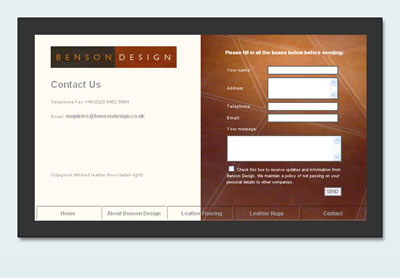 BENSON DESIGN
Contact Us
Telephone/Fax: +44 (0)20
Email: enquiries@bensondesign.co.uk
Octagonal stitched leather floor (detail right)
Please fill in all the boxes below before sending:
Your name:
Address:
Telephone:
Email:
Your message:
Check this box to receive updates and information from
Benson Design. We maintain a policy of not passing on your
personal details to other companies.
SEND
Home
About Benson Design
Leather Flooring
Leather Rugs
Contact